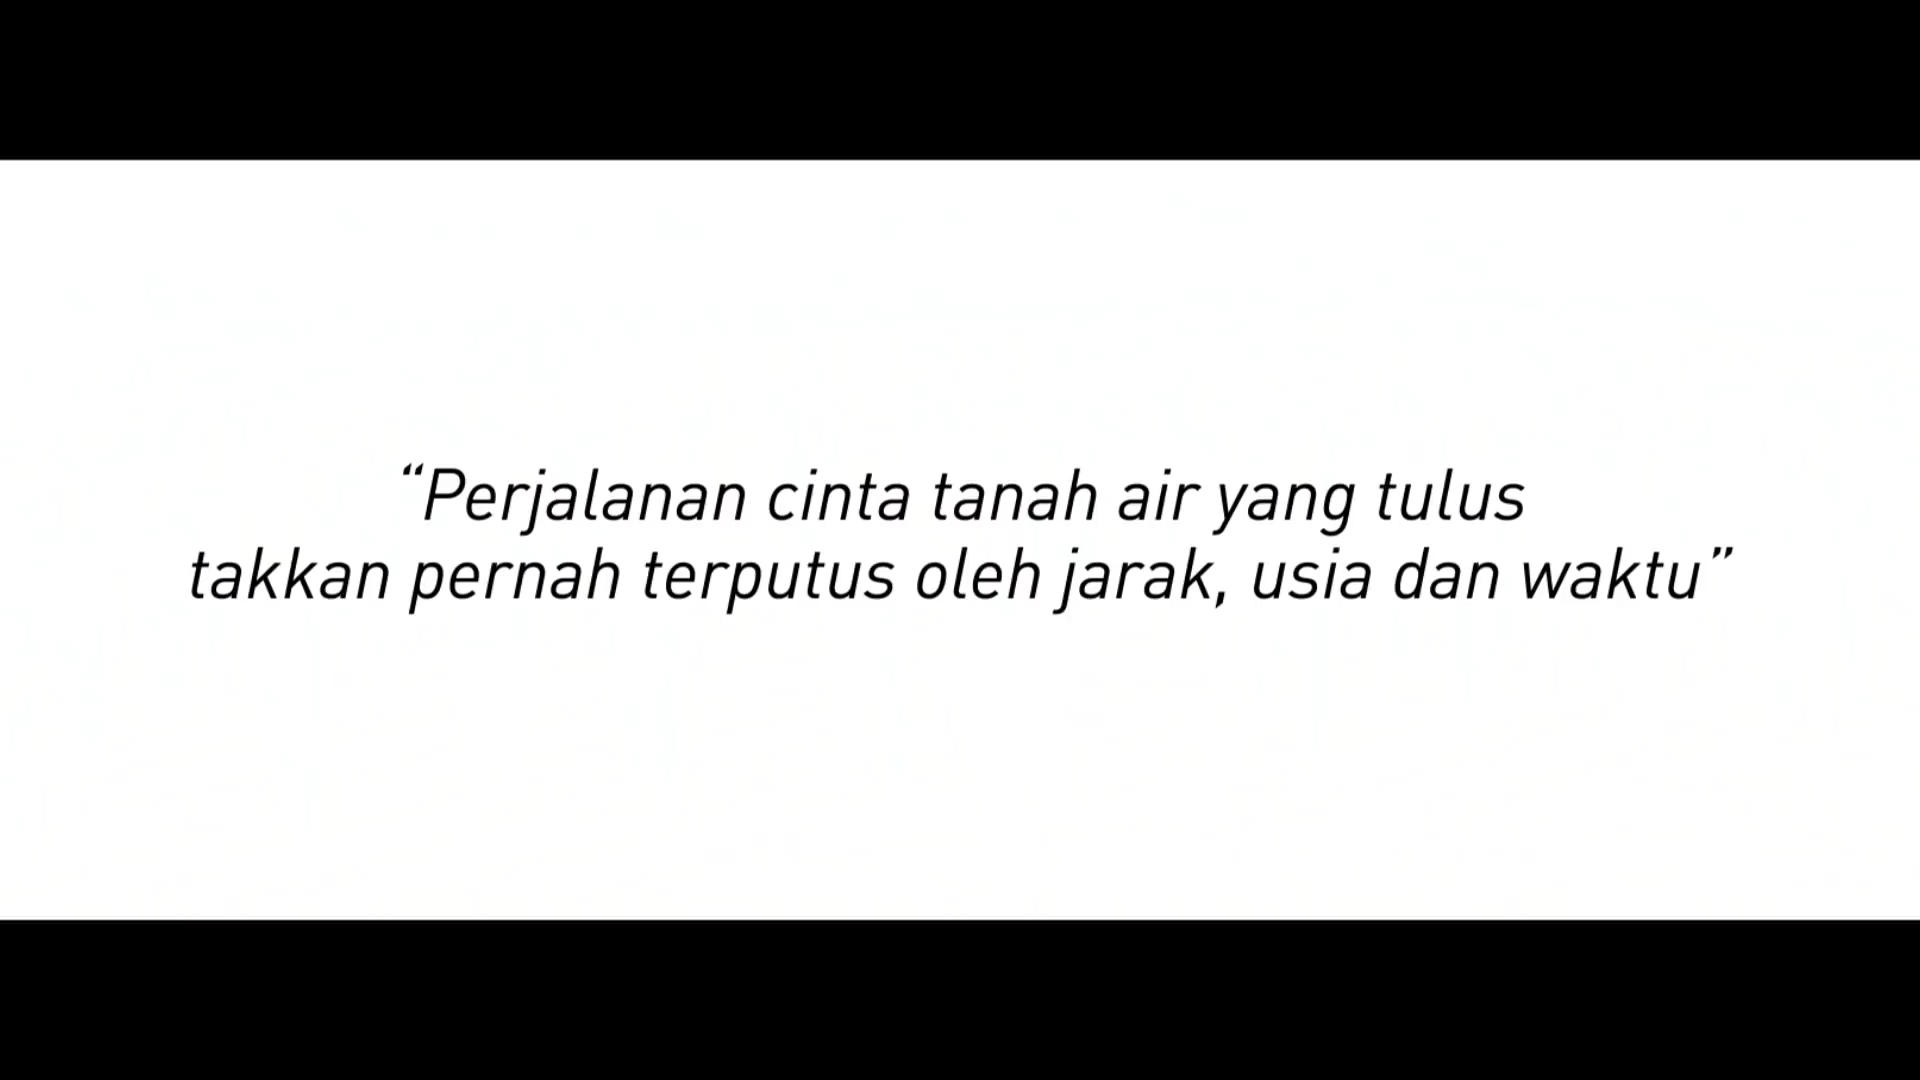 “Perjalanan cinta tanah air yang tulus
takkan pernah terputus oleh jarak, usia dan waktu”